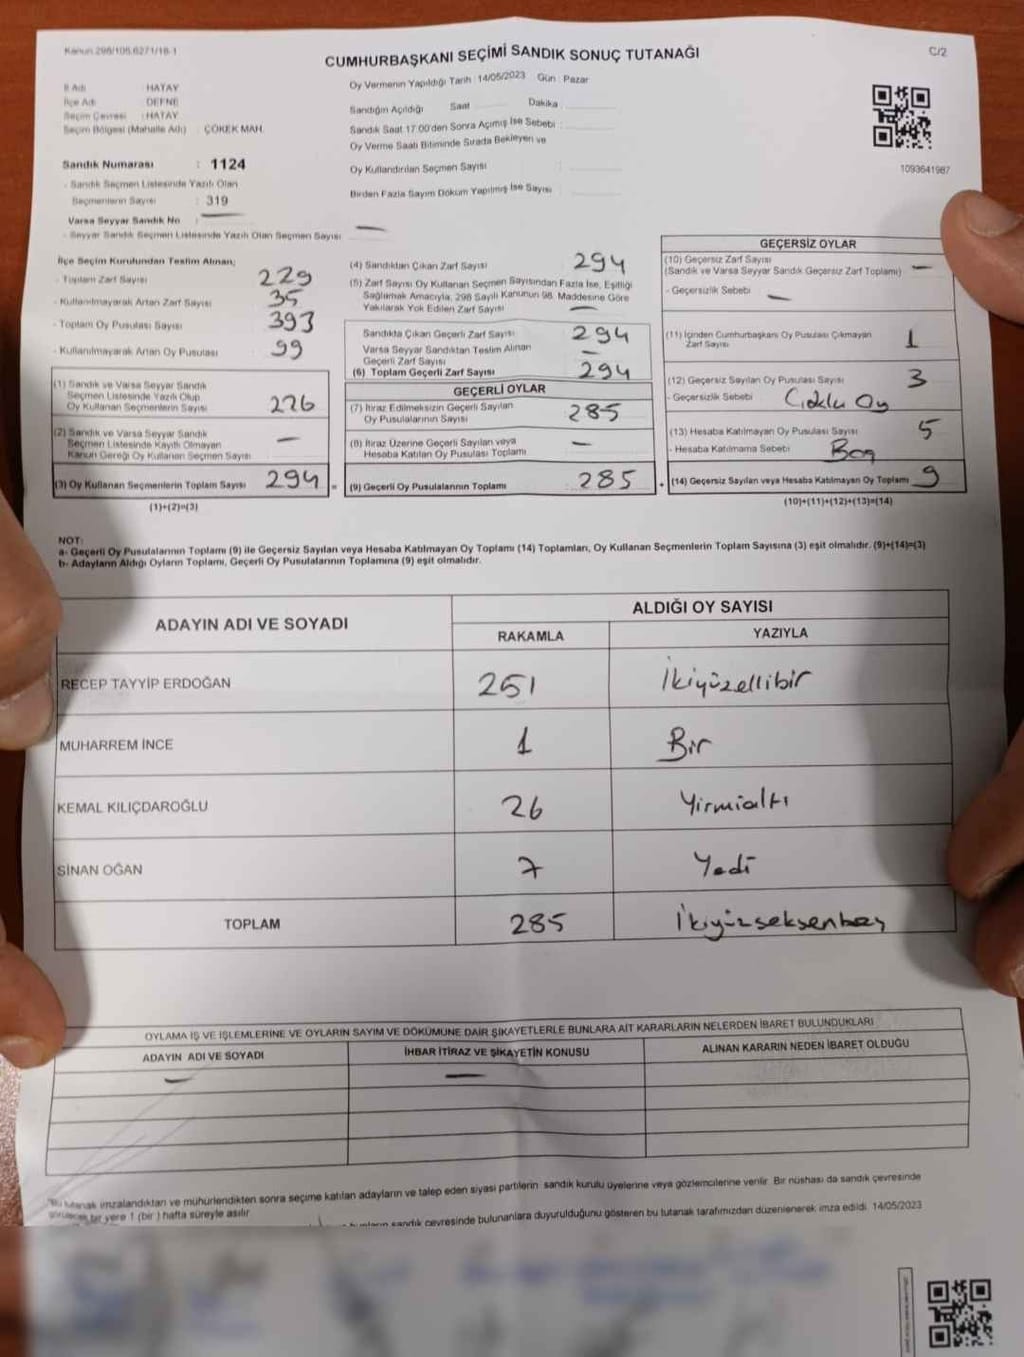 Kanun 298/105,6271/18-1
CUMHURBAŞKANI SEÇİMİ SANDIK SONUÇ TUTANAĞI
C/2
İl Adı : HATAY
İlçe Adı : DEFNE
Seçim Çevresi : HATAY
Seçim Bölgesi (Mahalle Adı) : ÇÖKEK MAH.
Sandık Numarası : 1124
- Sandık Seçmen Listesinde Yazılı Olan
Seçmenlerin Sayısı : 319
Varsa Seyyar Sandık No
- Seyyar Sandık Seçmen Listesinde Yazılı Olan Seçmen Sayısı —
Oy Vermenin Yapıldığı Tarih : 14/05/2023 Gün : Pazar
Sandığın Açıldığı Saat Dakika
Sandık Saat 17:00'den Sonra Açımış İse Sebebi :
Oy Verme Saati Bitiminde Sırada Bekleyen ve
Oy Kullandırılan Seçmen Sayısı :
Birden Fazla Sayım Döküm Yapılmış İse Sayısı :
1093641987
İlçe Seçim Kurulundan Teslim Alınan;
- Toplam Zarf Sayısı 229
- Kullanılmayarak Artan Zarf Sayısı 35
- Toplam Oy Pusulası Sayısı 393
- Kullanılmayarak Artan Oy Pusulası 99
(1) Sandık ve Varsa Seyyar Sandık
Seçmen Listesinde Yazılı Olup
Oy Kullanan Seçmenlerin Sayısı 226
(2) Sandık ve Varsa Seyyar Sandık
Seçmen Listesinde Kayıtlı Olmayan
Kanun Gereği Oy Kullanan Seçmen Sayısı —
(3) Oy Kullanan Seçmenlerin Toplam Sayısı 294 =
(1)+(2)=(3)
(4) Sandıktan Çıkan Zarf Sayısı 294
(5) Zarf Sayısı Oy Kullanan Seçmen Sayısından Fazla İse, Eşitliği
Sağlamak Amacıyla, 298 Sayılı Kanunun 98. Maddesine Göre
Yakılarak Yok Edilen Zarf Sayısı —
Sandıkta Çıkan Geçerli Zarf Sayısı 294
Varsa Seyyar Sandıktan Teslim Alınan
Geçerli Zarf Sayısı —
(6) Toplam Geçerli Zarf Sayısı 294
GEÇERLİ OYLAR
(7) İtiraz Edilmeksizin Geçerli Sayılan
Oy Pusulalarının Sayısı 285
(8) İtiraz Üzerine Geçerli Sayılan veya
Hesaba Katılan Oy Pusulası Toplamı —
(9) Geçerli Oy Pusulalarının Toplamı : 285 +
GEÇERSİZ OYLAR
(10) Geçersiz Zarf Sayısı
(Sandık ve Varsa Seyyar Sandık Geçersiz Zarf Toplamı) —
- Geçersizlik Sebebi —
(11) İçinden Cumhurbaşkanı Oy Pusulası Çıkmayan
Zarf Sayısı 1
(12) Geçersiz Sayılan Oy Pusulası Sayısı 3
- Geçersizlik Sebebi Çoklu Oy
(13) Hesaba Katılmayan Oy Pusulası Sayısı 5
- Hesaba Katılmama Sebebi Boş
(14) Geçersiz Sayılan veya Hesaba Katılmayan Oy Toplamı 9
(10)+(11)+(12)+(13)=(14)
NOT:
a- Geçerli Oy Pusulalarının Toplamı (9) ile Geçersiz Sayılan veya Hesaba Katılmayan Oy Toplamı (14) Toplamları, Oy Kullanan Seçmenlerin Toplam Sayısına (3) eşit olmalıdır. (9)+(14)=(3)
b- Adayların Aldığı Oyların Toplamı, Geçerli Oy Pusulalarının Toplamına (9) eşit olmalıdır.
ADAYIN ADI VE SOYADI
ALDIĞI OY SAYISI
RAKAMLA YAZIYLA
RECEP TAYYİP ERDOĞAN 251 İkiyüzellibir
MUHARREM İNCE 1 Bir
KEMAL KILIÇDAROĞLU 26 Yirmialtı
SİNAN OĞAN 7 Yedi
TOPLAM 285 İkiyüzseksenbeş
OYLAMA İŞ VE İŞLEMLERİNE VE OYLARIN SAYIM VE DÖKÜMÜNE DAİR ŞİKAYETLERLE BUNLARA AİT KARARLARIN NELERDEN İBARET BULUNDUKLARI
ADAYIN ADI VE SOYADI İHBAR İTİRAZ VE ŞİKAYETİN KONUSU ALINAN KARARIN NEDEN İBARET OLDUĞU
— —
"Bu tutanak imzalandıktan ve mühürlendikten sonra seçime katılan adayların ve talep eden siyasi partilerin sandık kurulu üyelerine veya gözlemcilerine verilir. Bir nüshası da sandık çevresinde
görülecek bir yere 1 (bir) hafta süreyle asılır.
sandık çevresinde bulunanlara duyurulduğunu gösteren bu tutanak tarafımızdan düzenlenerek imza edildi. 14/05/2023